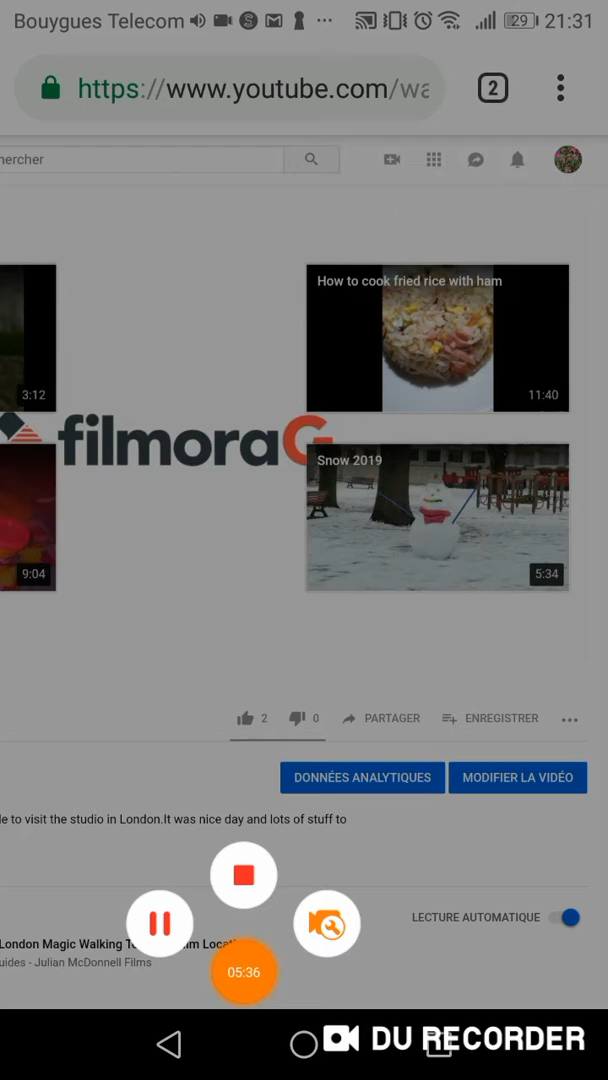 Bouygues Telecom
29
21:31
https://www.youtube.com/wa
2
hercher
How to cook fried rice with ham
3:12
11:40
filmoraG
Snow 2019
9:04
5:34
2
0
PARTAGER
ENREGISTRER
DONNÉES ANALYTIQUES
MODIFIER LA VIDÉO
le to visit the studio in London.It was nice day and lots of stuff to
LECTURE AUTOMATIQUE
London Magic Walking
uides - Julian McDonnell Films
05:36
DU RECORDER